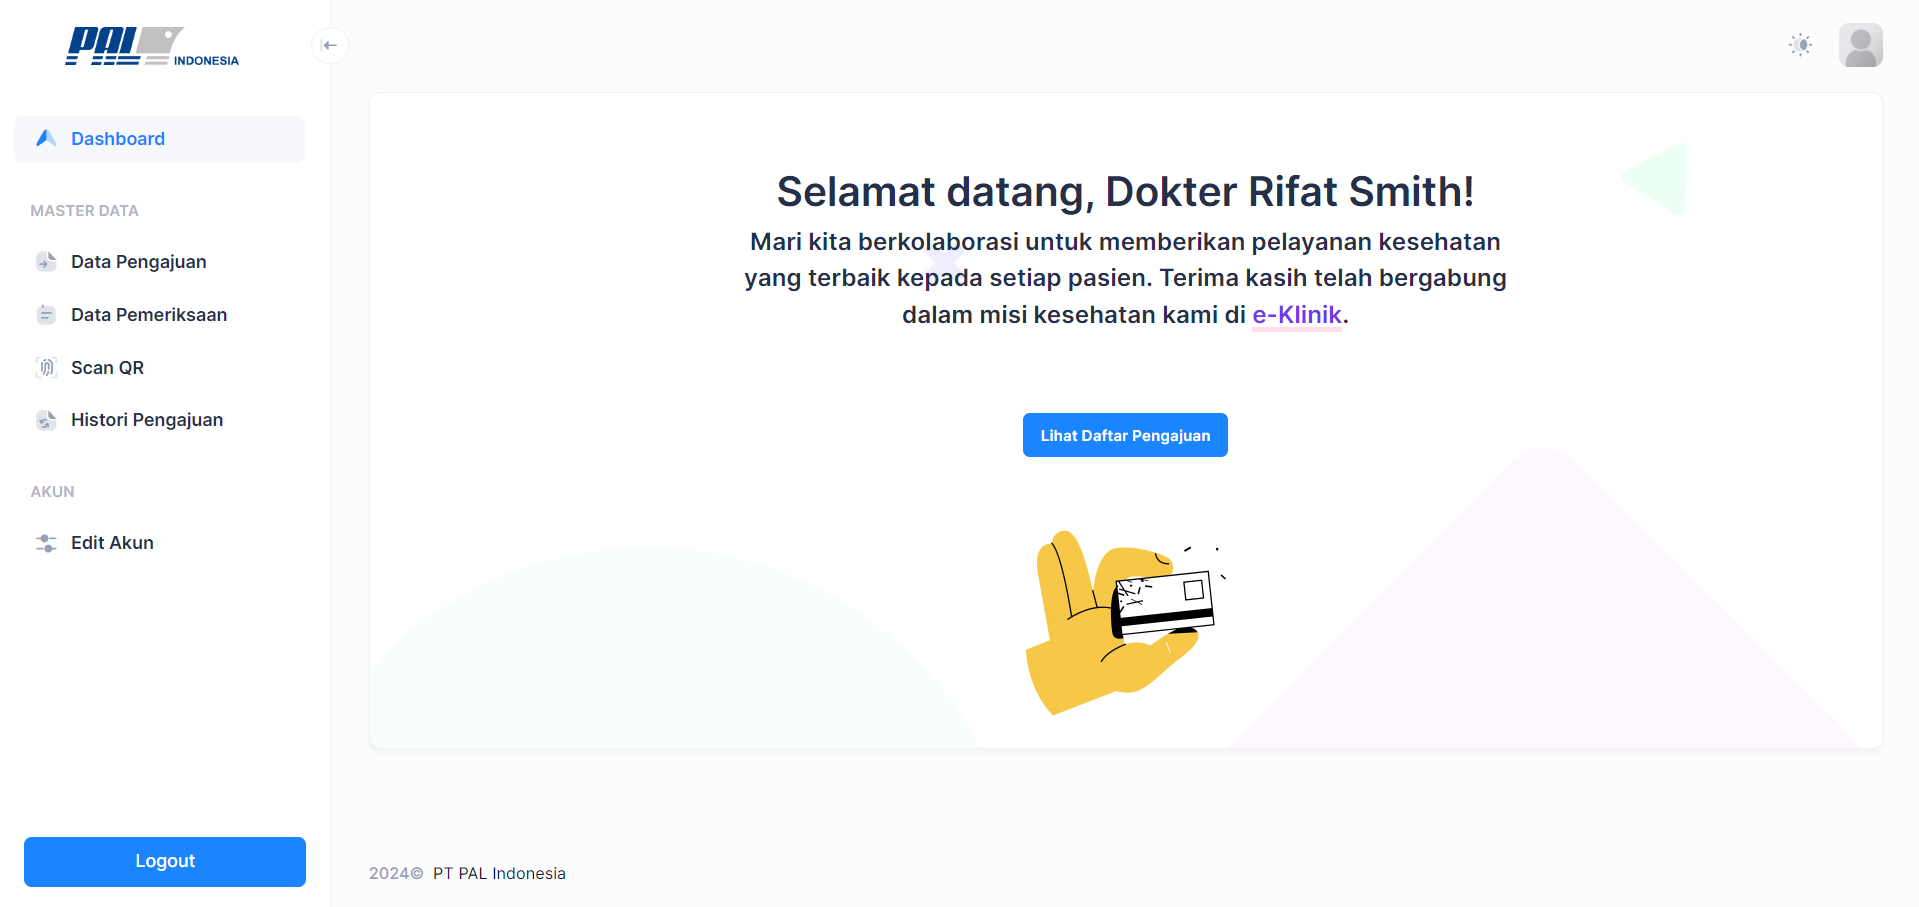 PAL INDONESIA
Dashboard
MASTER DATA
Data Pengajuan
Data Pemeriksaan
Scan QR
Histori Pengajuan
AKUN
Edit Akun
Logout
Selamat datang, Dokter Rifat Smith!
Mari kita berkolaborasi untuk memberikan pelayanan kesehatan
yang terbaik kepada setiap pasien. Terima kasih telah bergabung
dalam misi kesehatan kami di e-Klinik.
Lihat Daftar Pengajuan
2024© PT PAL Indonesia